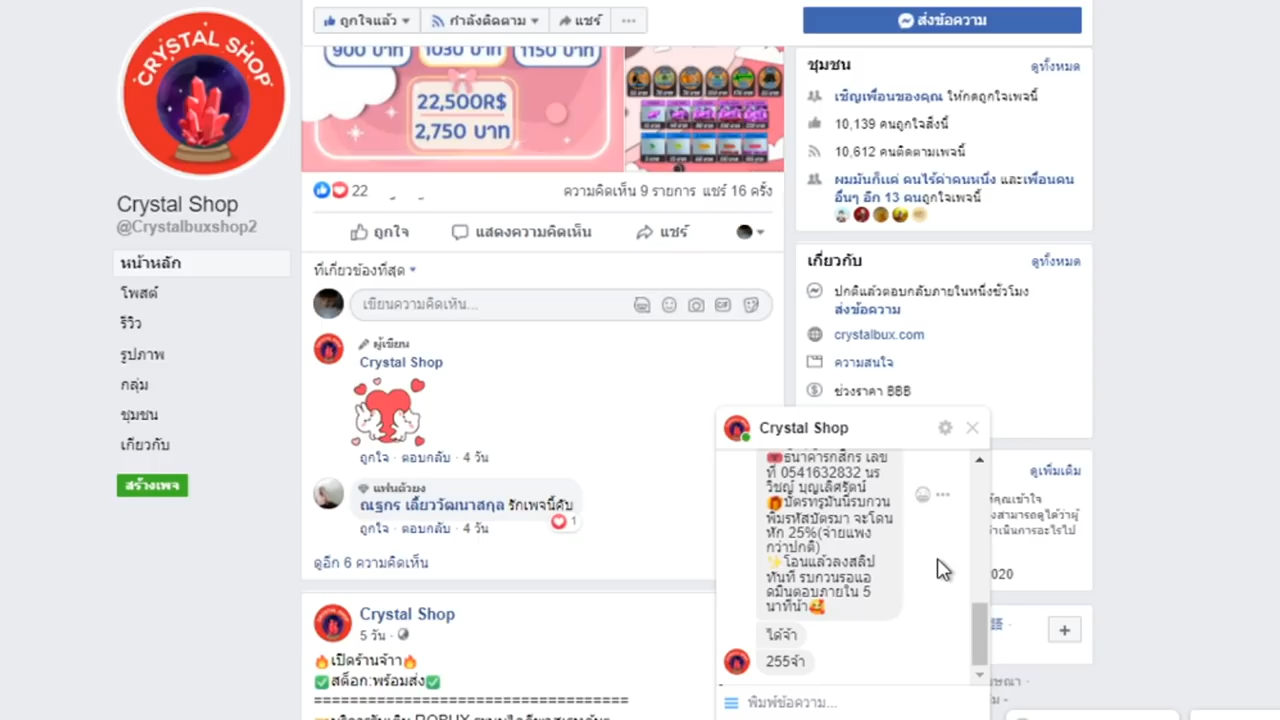 CRYSTAL SHOP
Crystal Shop
@Crystalbuxshop2
หน้าหลัก
โพสต์
รีวิว
รูปภาพ
กลุ่ม
ชุมชน
เกี่ยวกับ
สร้างเพจ
ถูกใจแล้ว
กำลังติดตาม
แชร์
900 บาท
1030 บาท
1150 บาท
22,500R$
2,750 บาท
22
ความคิดเห็น 9 รายการ แชร์ 16 ครั้ง
ถูกใจ
แสดงความคิดเห็น
แชร์
ที่เกี่ยวข้องที่สุด
เขียนความคิดเห็น...
GIF
ผู้เขียน
Crystal Shop
ถูกใจ · ตอบกลับ · 4 วัน
แฟนตัวยง
ณฐกร เลี้ยววัฒนาสกุล รักเพจนี้คับ
1
ถูกใจ · ตอบกลับ · 4 วัน
ดูอีก 6 ความคิดเห็น
Crystal Shop
5 วัน ·
🔥เปิดร้านจ้าา🔥
✅สต็อก:พร้อมส่ง✅
==================================
ส่งข้อความ
ชุมชน
ดูทั้งหมด
เชิญเพื่อนของคุณ ให้กดถูกใจเพจนี้
10,139 คนถูกใจสิ่งนี้
10,612 คนติดตามเพจนี้
ผมมันก็แค่ คนไร้ค่าคนหนึ่ง และเพื่อนคน
อื่นๆ อีก 13 คนถูกใจเพจนี้
เกี่ยวกับ
ดูทั้งหมด
ปกติแล้วตอบกลับภายในหนึ่งชั่วโมง
ส่งข้อความ
crystalbux.com
ความสนใจ
ช่วงราคา BBB
ดูเพิ่มเติม
020
Crystal Shop
ธนาคารกสิกร เลข
ที่ 0541632832 นร
วิชญ์ บุญเลิศรัตน์
🎁บัตรทรูมันนี่รบกวน
พิมรหัสบัตรมา จะโดน
หัก 25%(จ่ายแพง
กว่าปกติ)
✨โอนแล้วลงสลิป
ทันที รบกวนรอแอ
ดมินตอบภายใน 5
นาทีน้า🥰
ได้จ้า
255จ้า
พิมพ์ข้อความ...